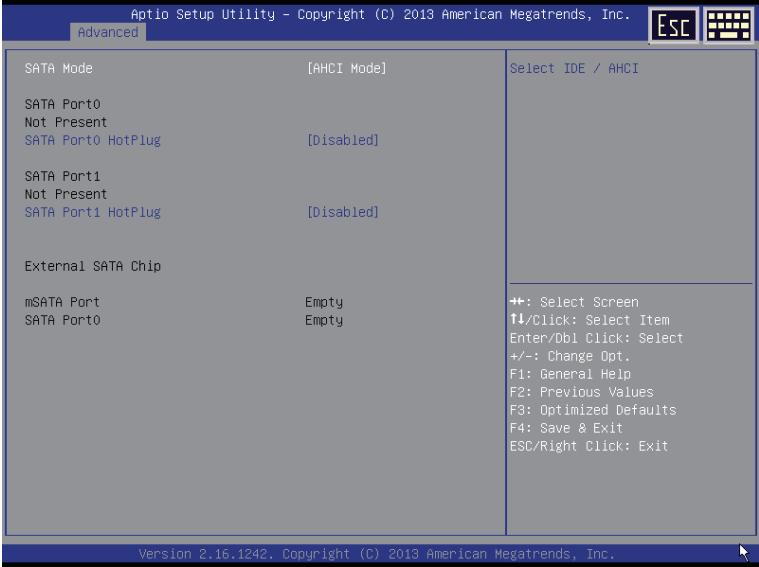 Aptio Setup Utility – Copyright (C) 2013 American Megatrends, Inc.
Esc
Advanced
SATA Mode [AHCI Mode]
SATA Port0
Not Present
SATA Port0 HotPlug [Disabled]
SATA Port1
Not Present
SATA Port1 HotPlug [Disabled]
External SATA Chip
mSATA Port Empty
SATA Port0 Empty
Select IDE / AHCI
→←: Select Screen
↑↓/Click: Select Item
Enter/Dbl Click: Select
+/-: Change Opt.
F1: General Help
F2: Previous Values
F3: Optimized Defaults
F4: Save & Exit
ESC/Right Click: Exit
Version 2.16.1242. Copyright (C) 2013 American Megatrends, Inc.